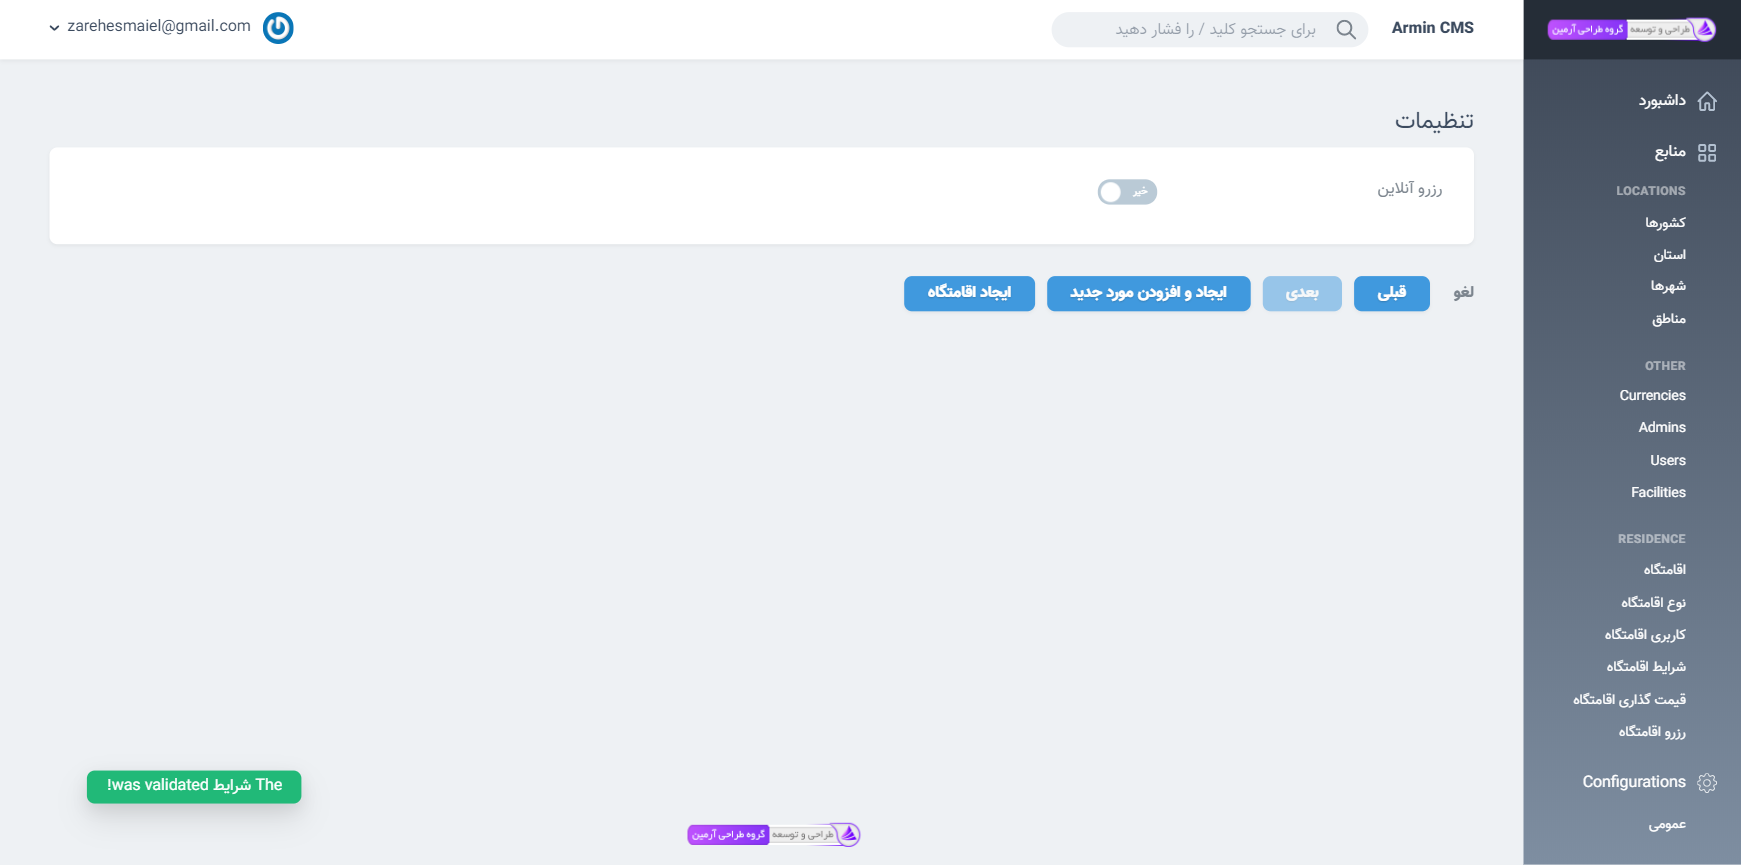 طراحی و توسعه گروه طراحی آرمین
Armin CMS
برای جستجو کلید / را فشار دهید
zarehesmaiel@gmail.com
داشبورد
منابع
LOCATIONS
کشورها
استان
شهرها
مناطق
OTHER
Currencies
Admins
Users
Facilities
RESIDENCE
اقامتگاه
نوع اقامتگاه
کاربری اقامتگاه
شرایط اقامتگاه
قیمت گذاری اقامتگاه
رزرو اقامتگاه
Configurations
عمومی
تنظیمات
رزرو آنلاین
خیر
لغو
قبلی
بعدی
ایجاد و افزودن مورد جدید
ایجاد اقامتگاه
The شرایط was validated!
طراحی و توسعه گروه طراحی آرمین